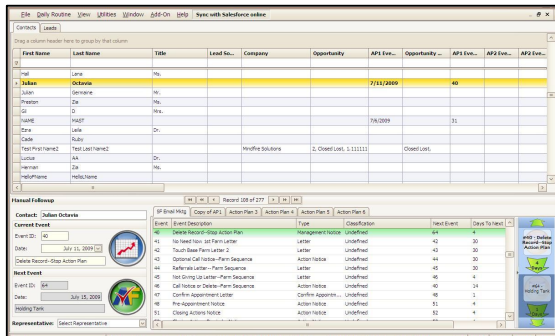 File Daily Routine View Utilities Window Add-On Help Sync with Salesforce online
Contacts Leads
Drag a column header here to group by that column
First Name Last Name Title Lead So... Company Opportunity AP1 Eve... Opportunity ... AP1 Eve... AP2 Eve... AP2 Eve...
Hall Lana Ms.
Julian Octavia 7/11/2009 40
Julian Germaine Mr.
Preston Zia Ms.
Gil D Mrs.
NAME MAST 7/6/2009 31
Ezra Leila Dr.
Cade Ruby
Test First Name2 Test Last Name2 Mindfire Solutions 2, Closed Lost, 1.111111 Closed Lost,
Lucius AA Dr.
Herman Zia Ms.
HelloFName HelloLName
Manual Followup Record 108 of 277
Contact: Julian Octavia
Current Event
Event ID: 40
Date: July 11, 2009
Delete Record--Stop Action Plan
Next Event
Event ID: 64
Date: July 15, 2009
Holding Tank
Representative: Select Representative
SF Email Mktg Copy of AP1 Action Plan 3 Action Plan 4 Action Plan 5 Action Plan 6
Event Event Description Type Classification Next Event Days To Next
40 Delete Record--Stop Action Plan Management Notice Undefined 64 4
41 No Need Now 1st Farm Letter Letter Undefined 42 30
42 Touch Base Farm Letter 2 Letter Undefined 43 30
43 Optional Call Notice--Farm Sequence Action Notice Undefined 44 30
44 Referrals Letter-- Farm Sequence Letter Undefined 45 30
45 Not Giving Up Letter--Farm Sequence Letter Undefined 46 4
46 Call Notice or Delete--Farm Sequence Action Notice Undefined 40 14
47 Confirm Appointment Letter Confirm Appointm... Undefined 48 1
48 Pre Appointment Notice Action Notice Undefined 51 4
51 Closing Actions Notice Action Notice Undefined 52 4
#40 - Delete
Record--Stop
Action Plan
4
Days
#64 -
Holding Tank